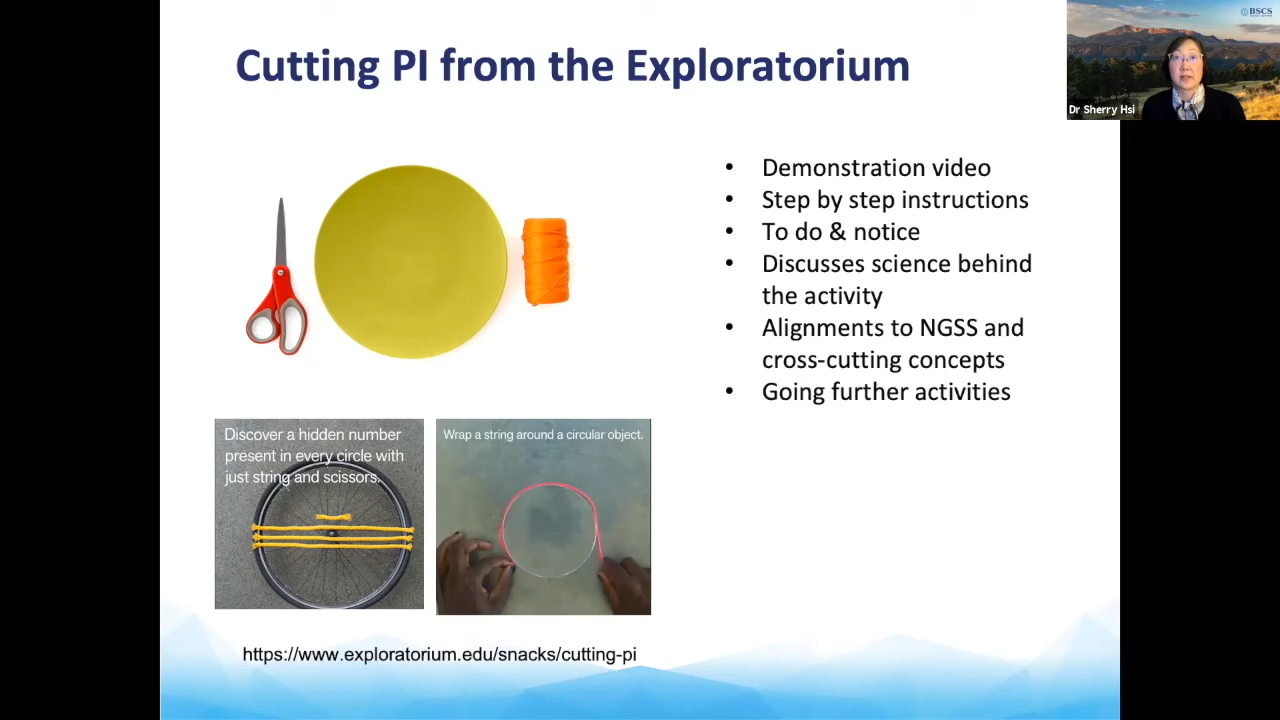 Cutting PI from the Exploratorium
BSCS
Dr Sherry Hsi
• Demonstration video
• Step by step instructions
• To do & notice
• Discusses science behind
the activity
• Alignments to NGSS and
cross-cutting concepts
• Going further activities
Discover a hidden number
present in every circle with
just string and scissors.
Wrap a string around a circular object.
https://www.exploratorium.edu/snacks/cutting-pi